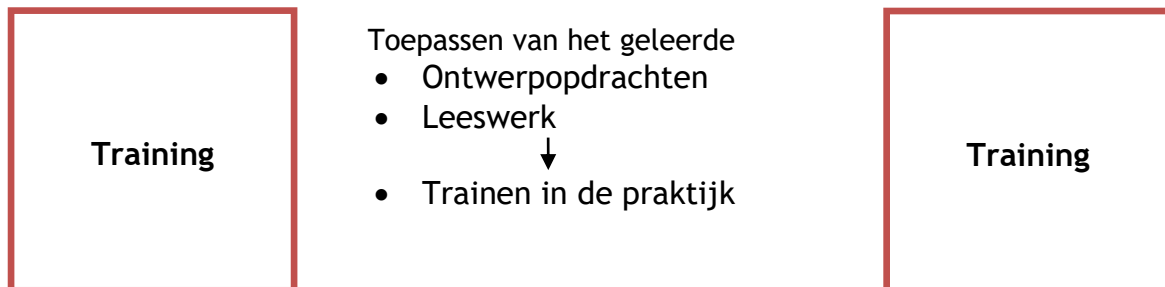 Training
Toepassen van het geleerde
• Ontwerpopdrachten
• Leeswerk
• Trainen in de praktijk
Training